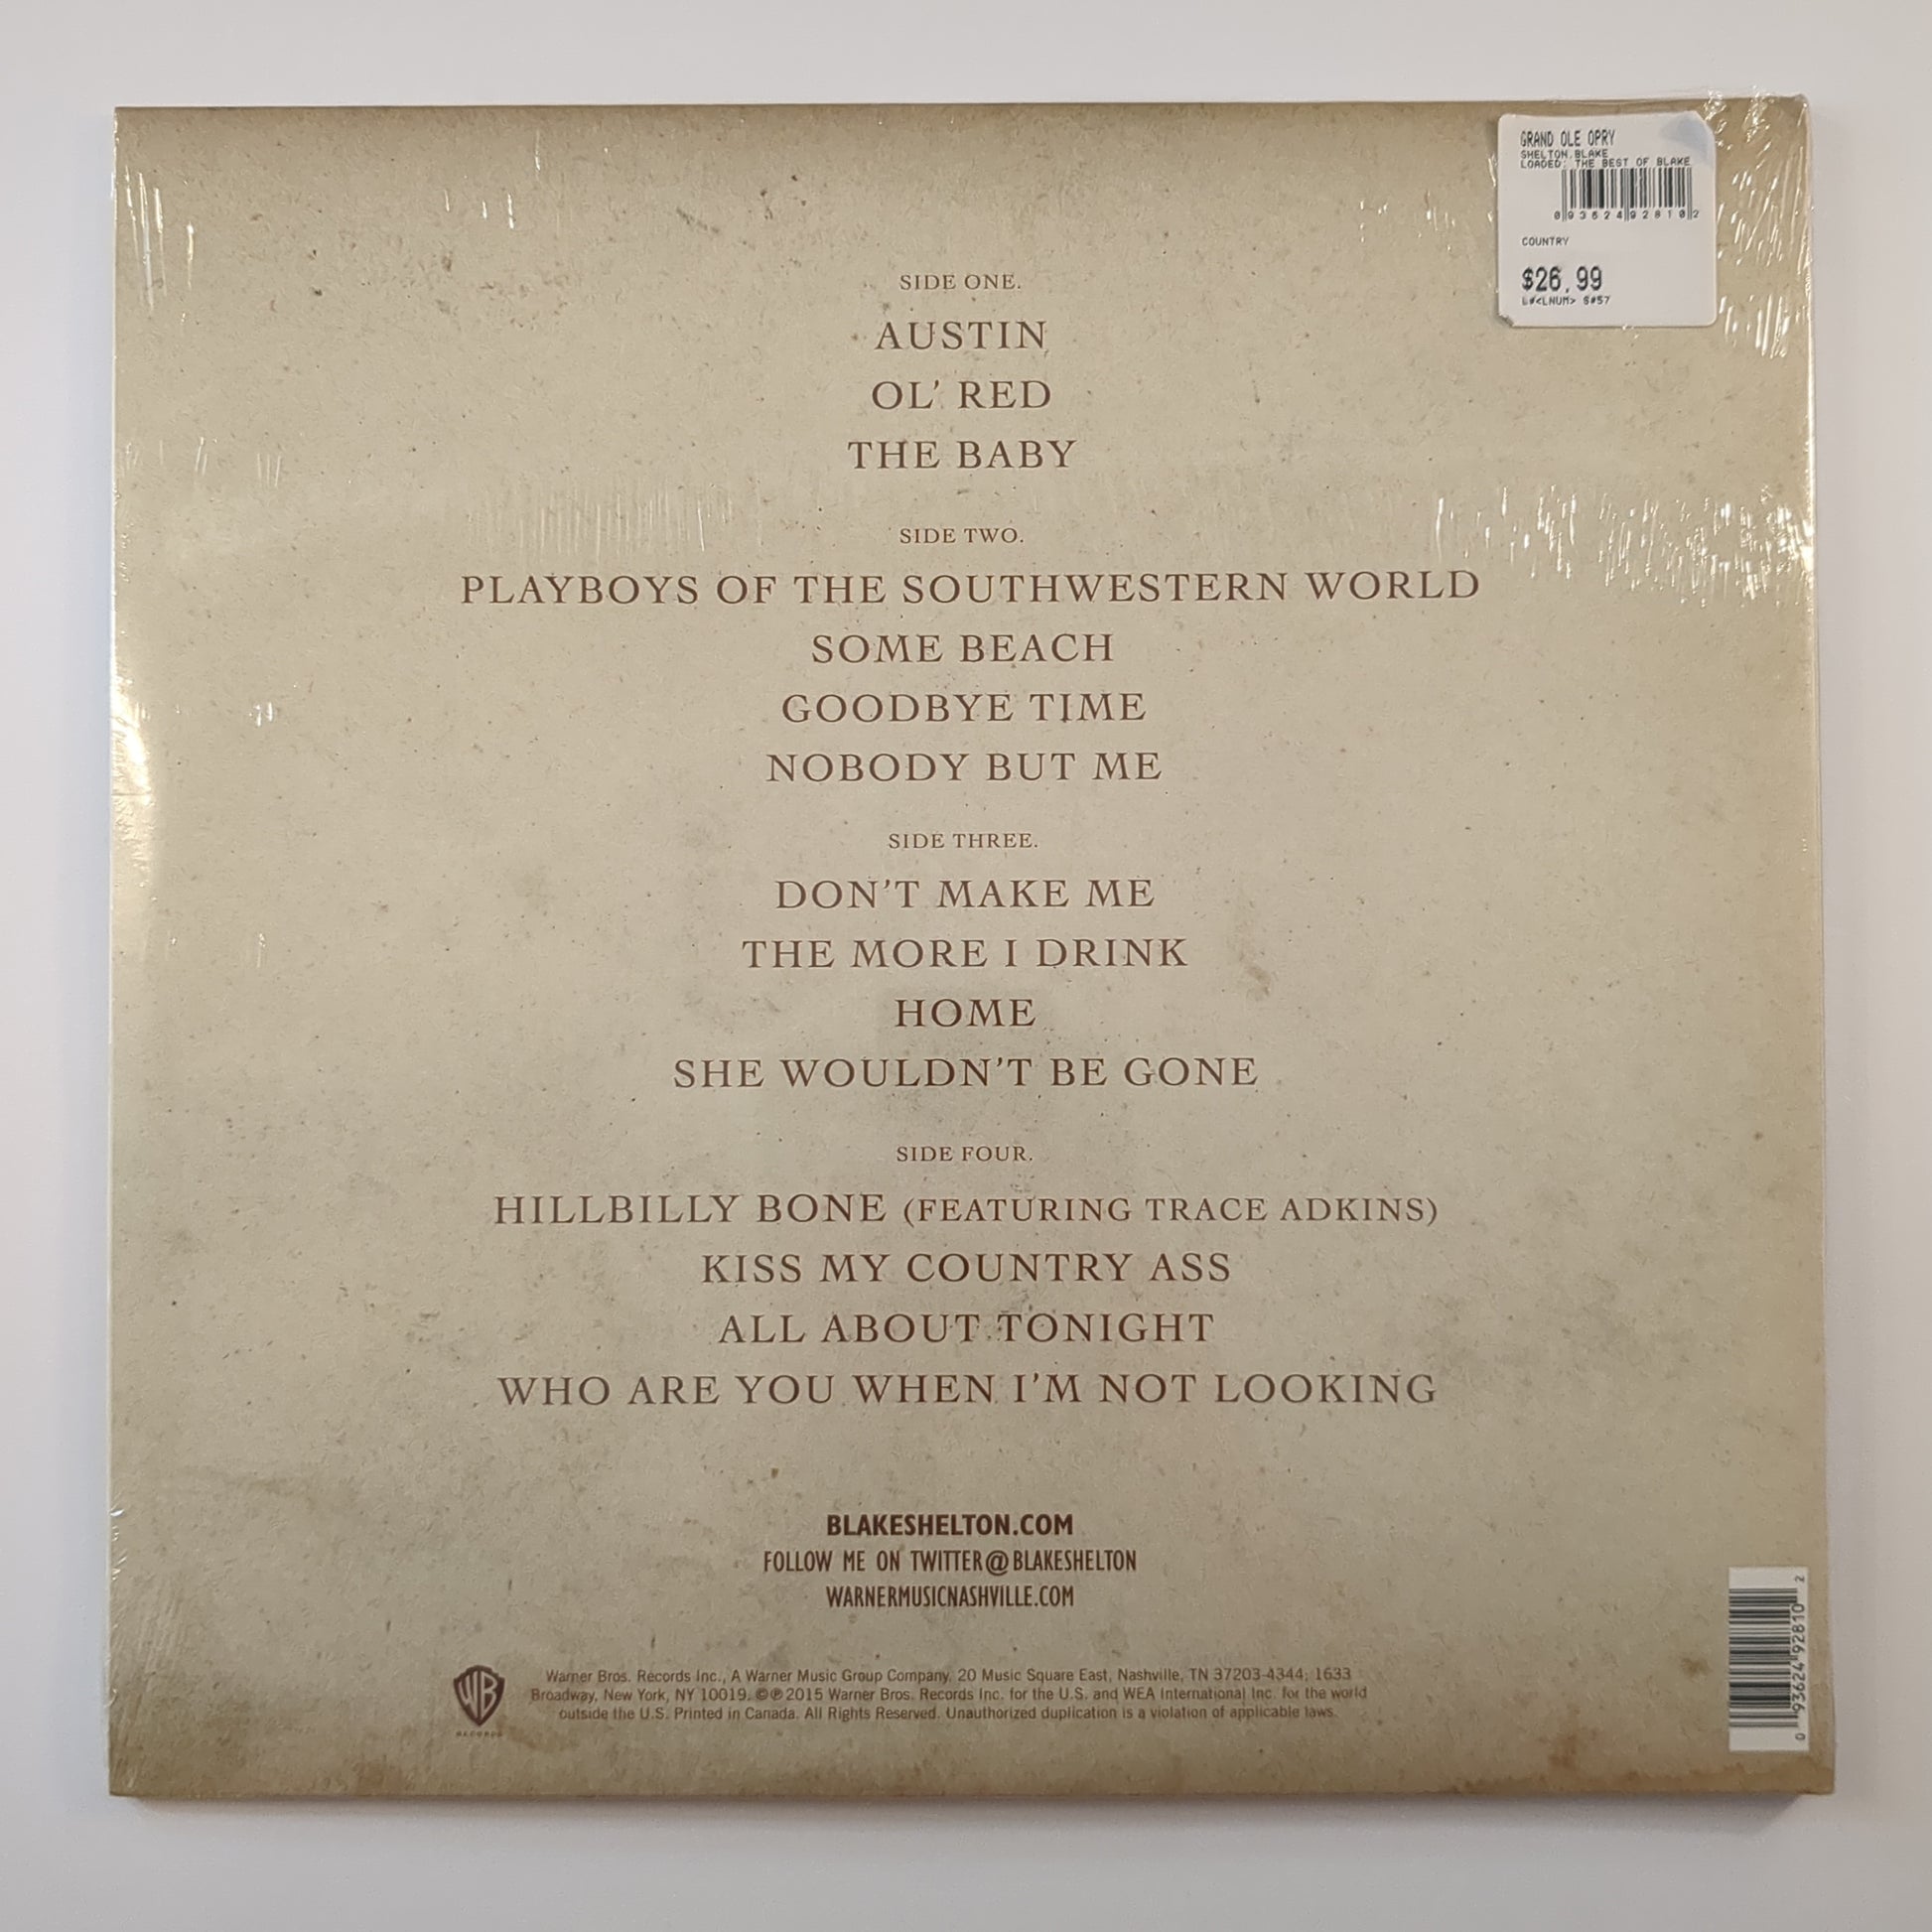 GRAND OLE OPRY
SHELTON,BLAKE
LOADED: THE BEST OF BLAKE
0 93624 92810 2
COUNTRY
$26.99
L#<LNUM> S#57
SIDE ONE.
AUSTIN
OL' RED
THE BABY
SIDE TWO.
PLAYBOYS OF THE SOUTHWESTERN WORLD
SOME BEACH
GOODBYE TIME
NOBODY BUT ME
SIDE THREE.
DON'T MAKE ME
THE MORE I DRINK
HOME
SHE WOULDN'T BE GONE
SIDE FOUR.
HILLBILLY BONE (FEATURING TRACE ADKINS)
KISS MY COUNTRY ASS
ALL ABOUT TONIGHT
WHO ARE YOU WHEN I'M NOT LOOKING
BLAKESHELTON.COM
FOLLOW ME ON TWITTER@BLAKESHELTON
WARNERMUSICNASHVILLE.COM
WB
RECORDS
Warner Bros. Records Inc., A Warner Music Group Company, 20 Music Square East, Nashville, TN 37203-4344; 1633
Broadway, New York, NY 10019. ©℗2015 Warner Bros. Records Inc. for the U.S. and WEA International Inc. for the world
outside the U.S. Printed in Canada. All Rights Reserved. Unauthorized duplication is a violation of applicable laws.
0 93624 92810 2